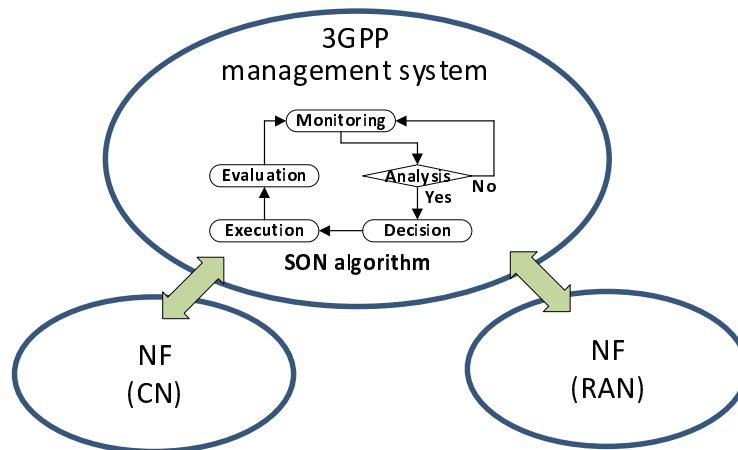 3GPP
management system
Monitoring
Analysis
No
Yes
Evaluation
Execution
Decision
SON algorithm
NF
(CN)
NF
(RAN)